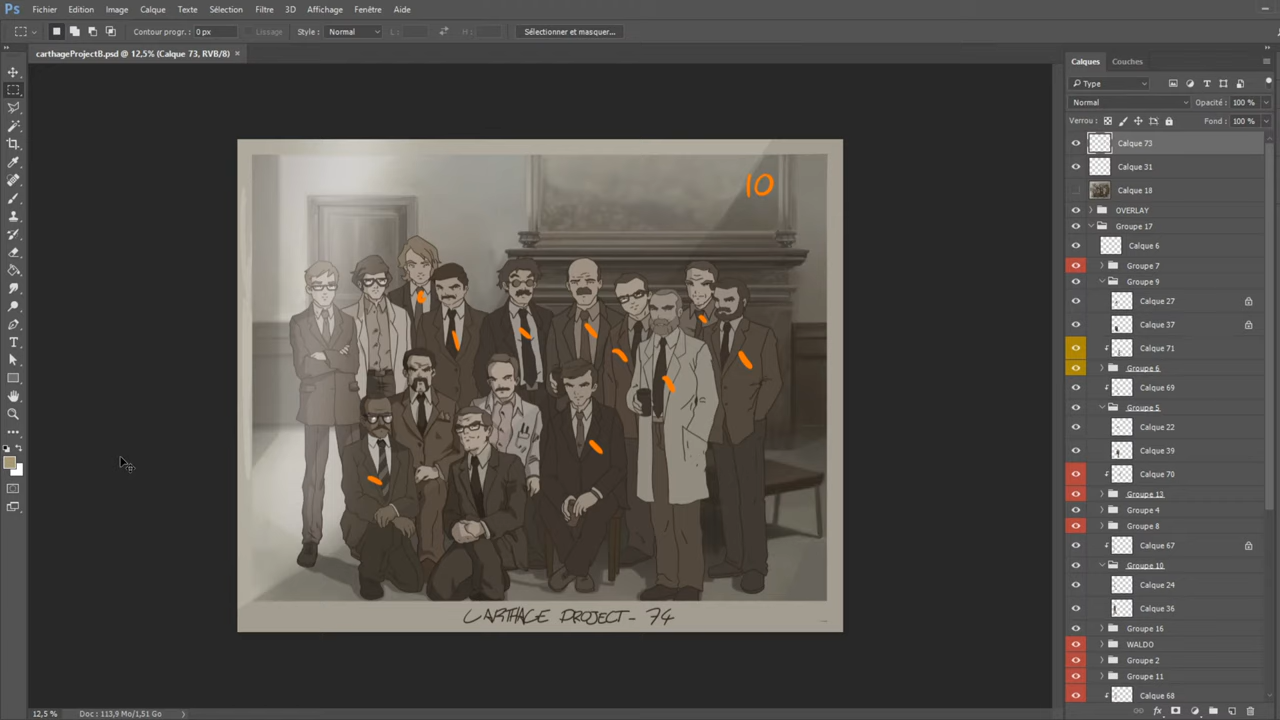 Ps Fichier Edition Image Calque Texte Sélection Filtre 3D Affichage Fenêtre Aide
Contour progr. : 0 px Lissage Style : Normal L : H : Sélectionner et masquer...
carthageProjectB.psd @ 12,5% (Calque 73, RVB/8) ×
Calques Couches
Type
Normal Opacité : 100 %
Verrou : Fond : 100 %
Calque 73
Calque 31
Calque 18
OVERLAY
Groupe 17
Calque 6
Groupe 7
Groupe 9
Calque 27
Calque 37
Calque 71
Groupe 6
Calque 69
Groupe 5
Calque 22
Calque 39
Calque 70
Groupe 13
Groupe 4
Groupe 8
Calque 67
Groupe 10
Calque 24
Calque 36
Groupe 16
WALDO
Groupe 2
Groupe 11
Calque 68
10
CARTHAGE PROJECT - 74
12,5 % Doc : 113,9 Mo/1,51 Go